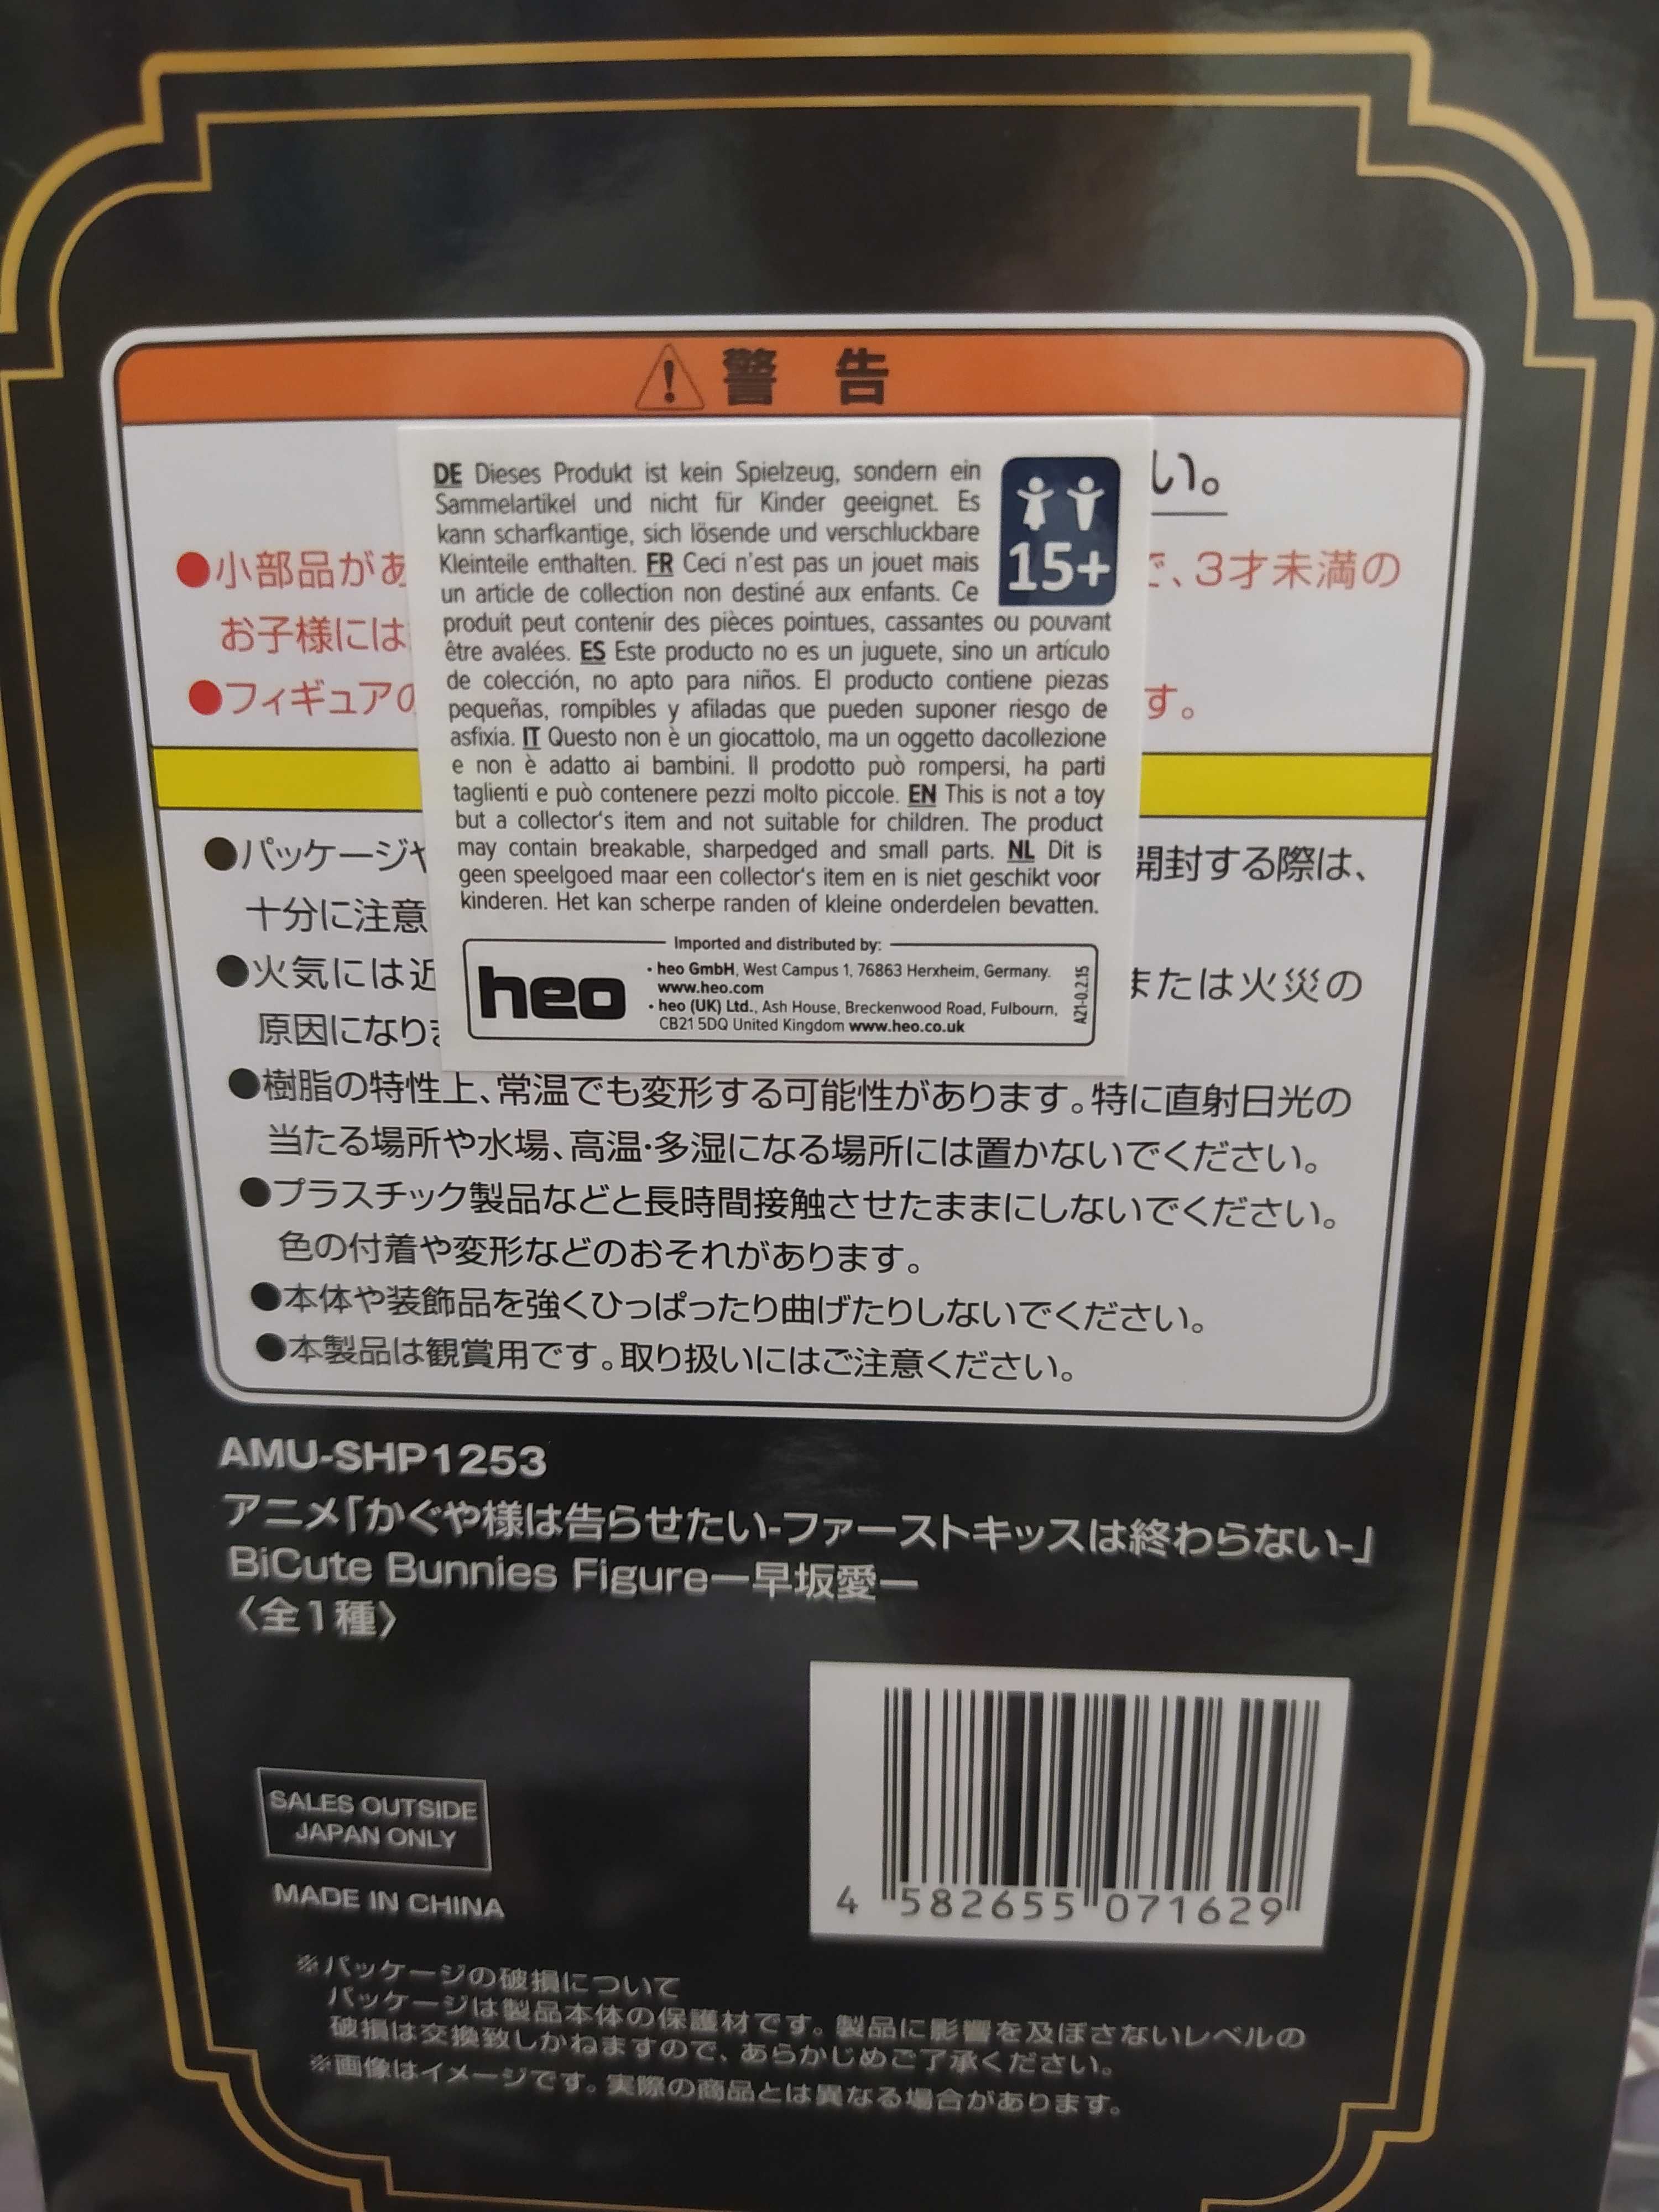 警 告
い。
●小部品があ
で、3才未満の
お子様には
●フィギュアの
す。
DE Dieses Produkt ist kein Spielzeug, sondern ein
Sammelartikel und nicht für Kinder geeignet. Es
kann scharfkantige, sich lösende und verschluckbare
Kleinteile enthalten. FR Ceci n'est pas un jouet mais
un article de collection non destiné aux enfants. Ce
produit peut contenir des pièces pointues, cassantes ou pouvant
être avalées. ES Este producto no es un juguete, sino un artículo
de colección, no apto para niños. El producto contiene piezas
pequeñas, rompibles y afiladas que pueden suponer riesgo de
asfixia. IT Questo non è un giocattolo, ma un oggetto dacollezione
e non è adatto ai bambini. Il prodotto può rompersi, ha parti
taglienti e può contenere pezzi molto piccole. EN This is not a toy
but a collector's item and not suitable for children. The product
may contain breakable, sharpedged and small parts. NL Dit is
geen speelgoed maar een collector's item en is niet geschikt voor
kinderen. Het kan scherpe randen of kleine onderdelen bevatten.
15+
Imported and distributed by:
heo
• heo GmbH, West Campus 1, 76863 Herxheim, Germany.
www.heo.com
• heo (UK) Ltd., Ash House, Breckenwood Road, Fulbourn,
CB21 5DQ United Kingdom www.heo.co.uk
A21-0.2.15
●パッケージや
開封する際は、
十分に注意
●火気には近
または火災の
原因になりま
●樹脂の特性上、常温でも変形する可能性があります。特に直射日光の
当たる場所や水場、高温・多湿になる場所には置かないでください。
●プラスチック製品などと長時間接触させたままにしないでください。
色の付着や変形などのおそれがあります。
●本体や装飾品を強くひっぱったり曲げたりしないでください。
●本製品は観賞用です。取り扱いにはご注意ください。
AMU-SHP1253
アニメ「かぐや様は告らせたい-ファーストキッスは終わらない-」
BiCute Bunnies Figureー早坂愛ー
〈全1種〉
SALES OUTSIDE
JAPAN ONLY
MADE IN CHINA
4 582655 071629
※パッケージの破損について
パッケージは製品本体の保護材です。製品に影響を及ぼさないレベルの
破損は交換致しかねますので、あらかじめご了承ください。
※画像はイメージです。実際の商品とは異なる場合があります。